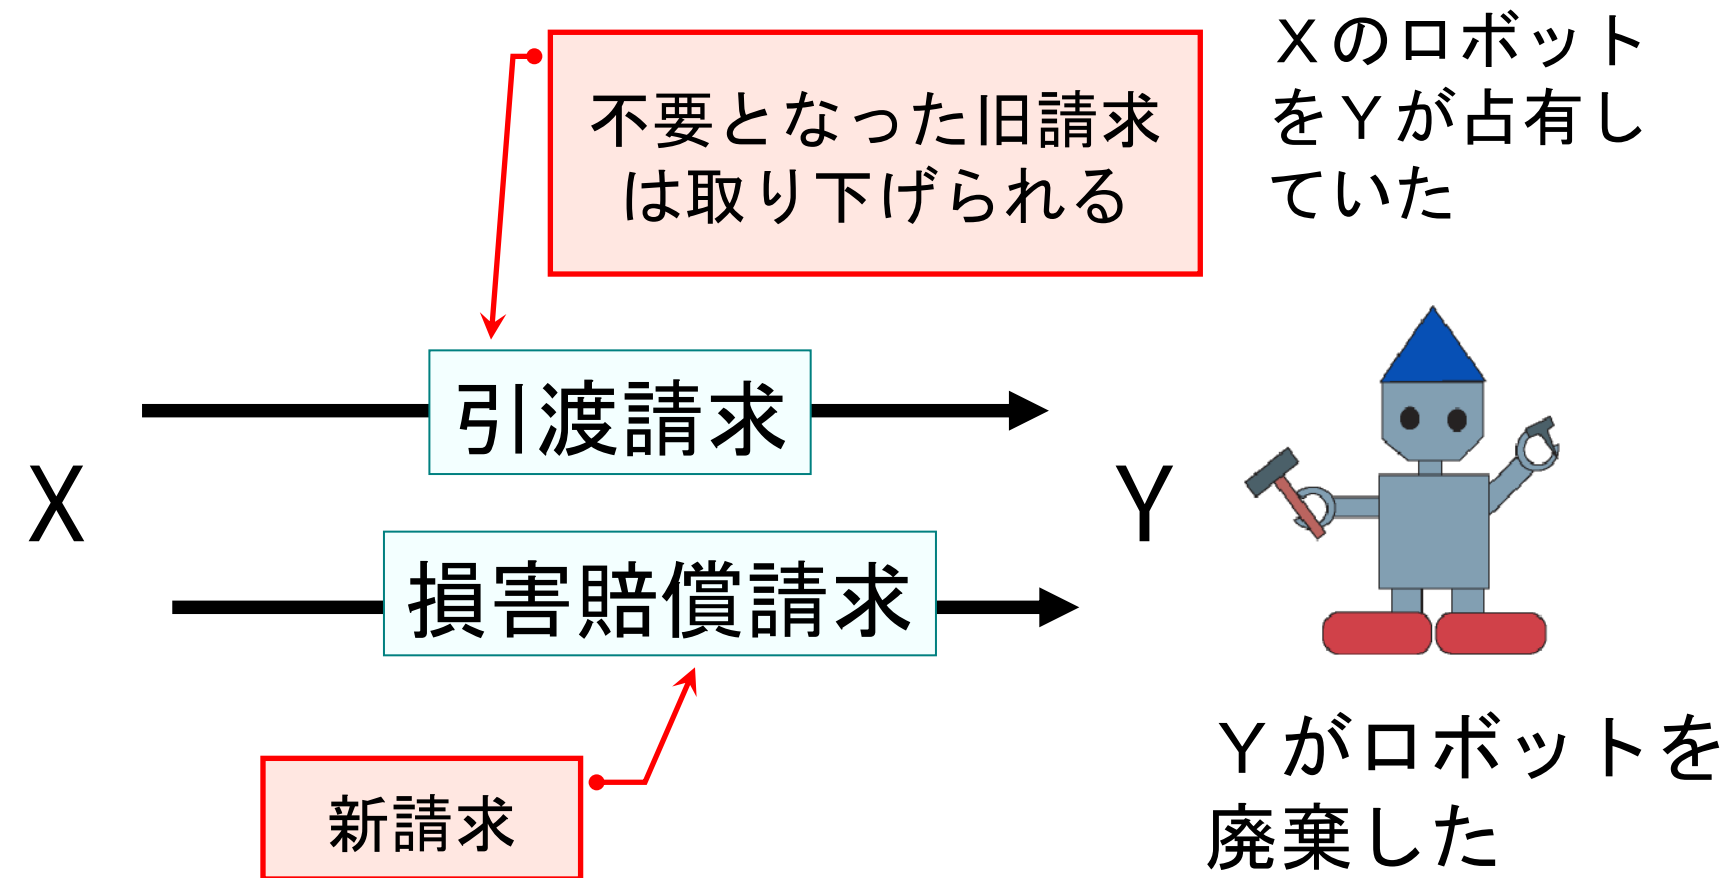 不要となった旧請求
は取り下げられる
Xのロボット
をYが占有し
ていた
引渡請求
X
Y
損害賠償請求
新請求
Yがロボットを
廃棄した